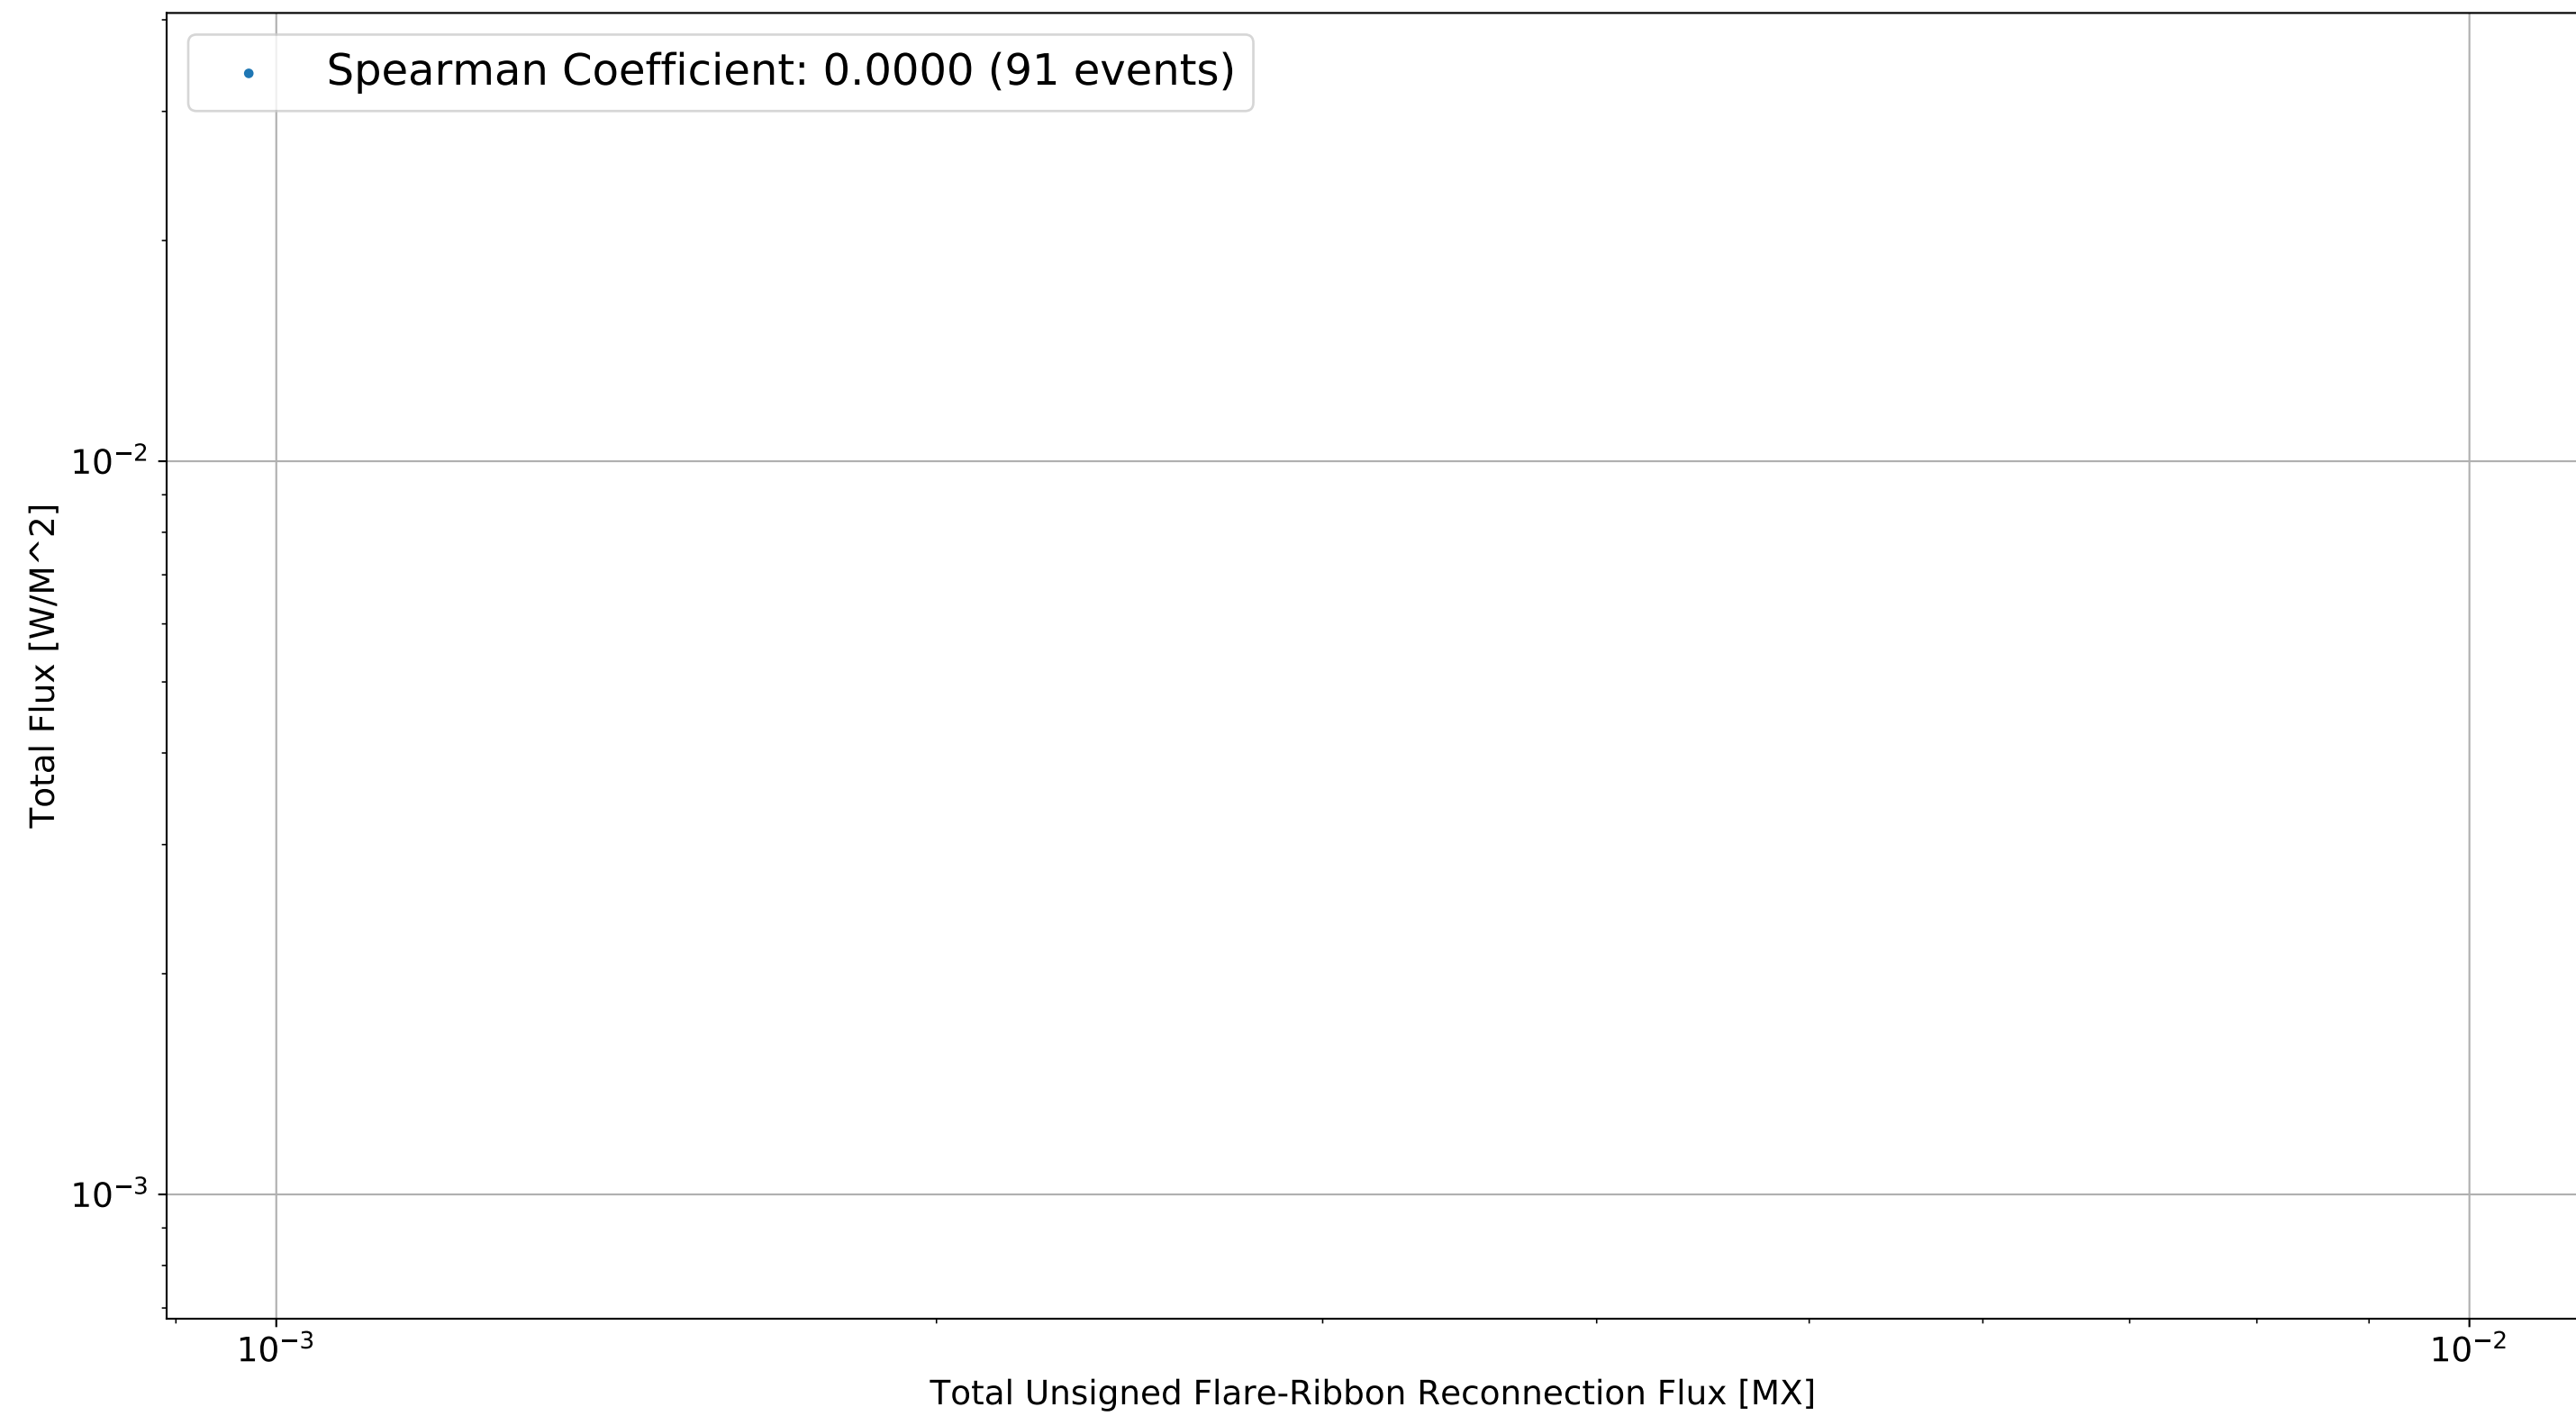 Spearman Coefficient: 0.0000 (91 events)
10⁻²
Total Flux [W/M^2]
10⁻³
10⁻³
10⁻²
Total Unsigned Flare-Ribbon Reconnection Flux [MX]